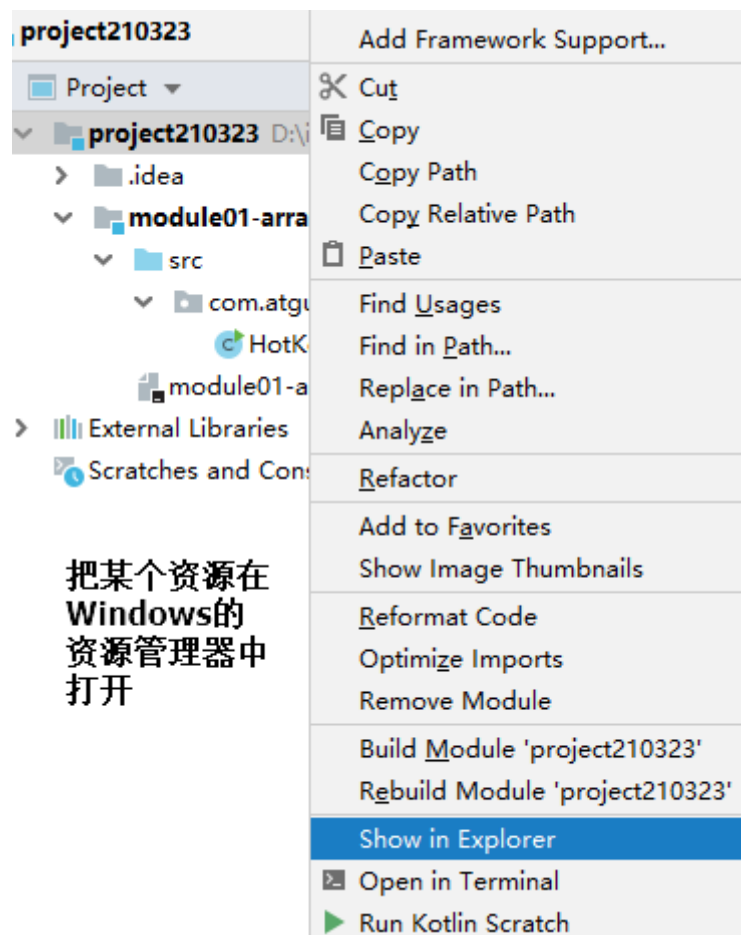 project210323
Project
project210323 D:\
.idea
module01-arra
src
com.atgu
HotK
module01-a
External Libraries
Scratches and Con
把某个资源在
Windows的
资源管理器中
打开
Add Framework Support...
Cut
Copy
Copy Path
Copy Relative Path
Paste
Find Usages
Find in Path...
Replace in Path...
Analyze
Refactor
Add to Favorites
Show Image Thumbnails
Reformat Code
Optimize Imports
Remove Module
Build Module 'project210323'
Rebuild Module 'project210323'
Show in Explorer
Open in Terminal
Run Kotlin Scratch